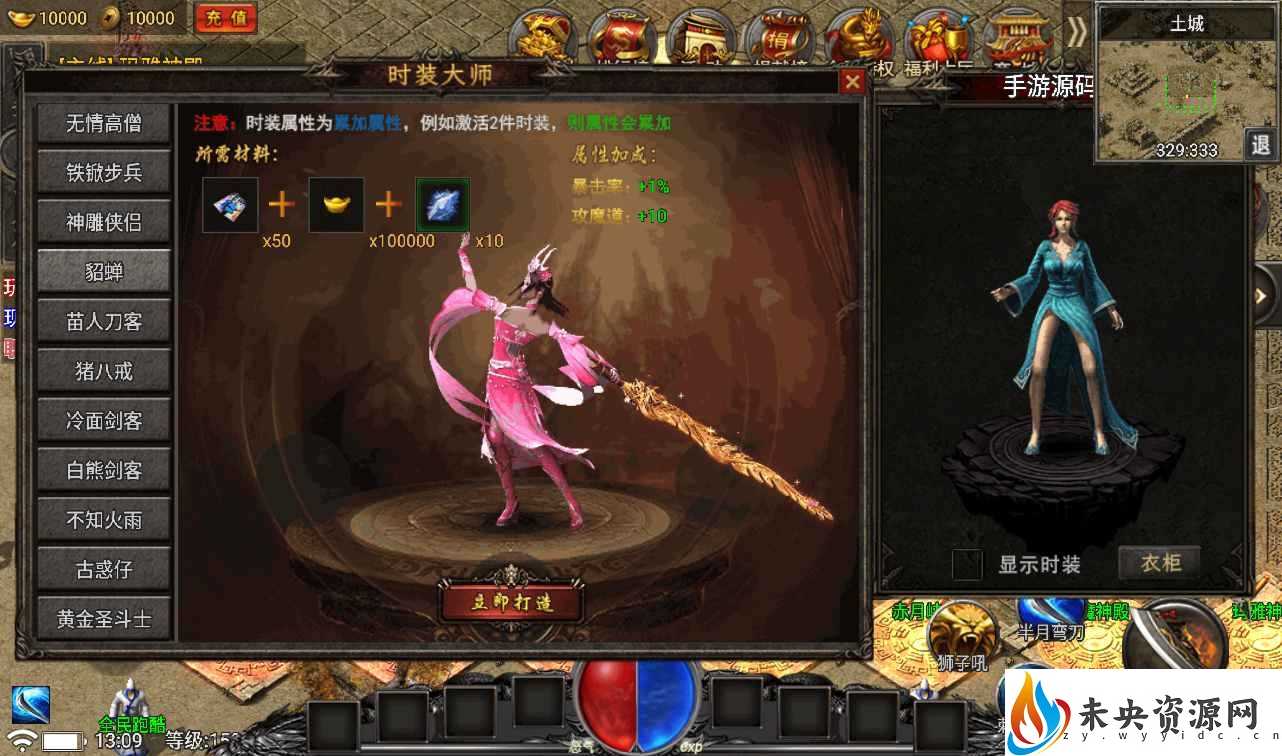 10000 10000 充值
土城
时装大师
手游源码
329:333
退
无情高僧
铁锨步兵
神雕侠侣
貂蝉
苗人刀客
猪八戒
冷面剑客
白熊剑客
不知火雨
古惑仔
黄金圣斗士
注意：时装属性为累加属性，例如激活2件时装，则属性会累加
所需材料：
属性加成：
暴击率：+1%
攻魔道：+10
x50
x100000
x10
立即打造
显示时装
衣柜
半月弯刀
狮子吼
全民跑酷
13:09
等级:15
怒气
exp
未央资源网
zy.wyyidc.cn